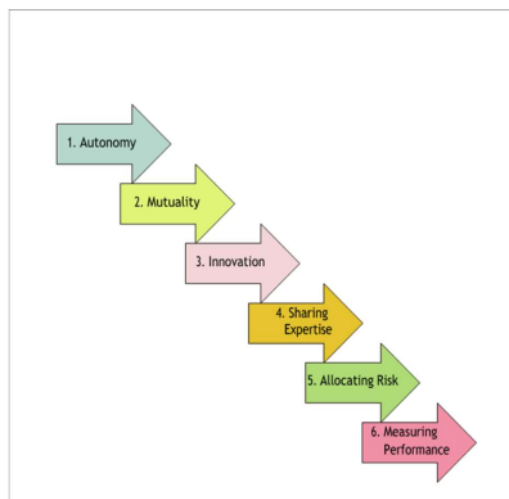 1. Autonomy
2. Mutuality
3. Innovation
4. Sharing
Expertise
5. Allocating Risk
6. Measuring
Performance